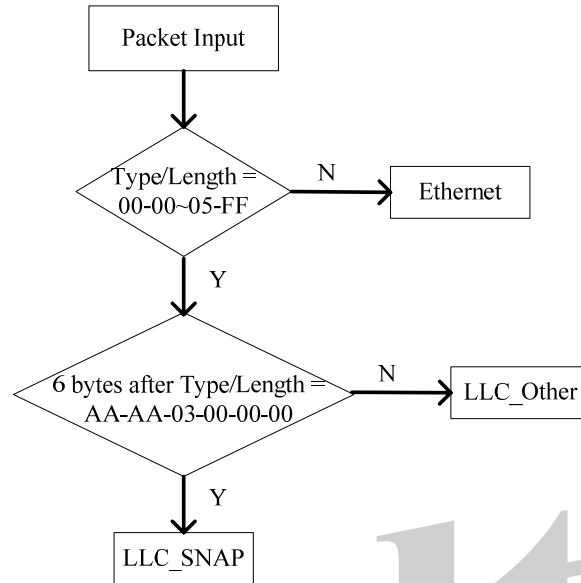 Packet Input
Type/Length =
00-00~05-FF
N
Ethernet
Y
6 bytes after Type/Length =
AA-AA-03-00-00-00
N
LLC_Other
Y
LLC_SNAP